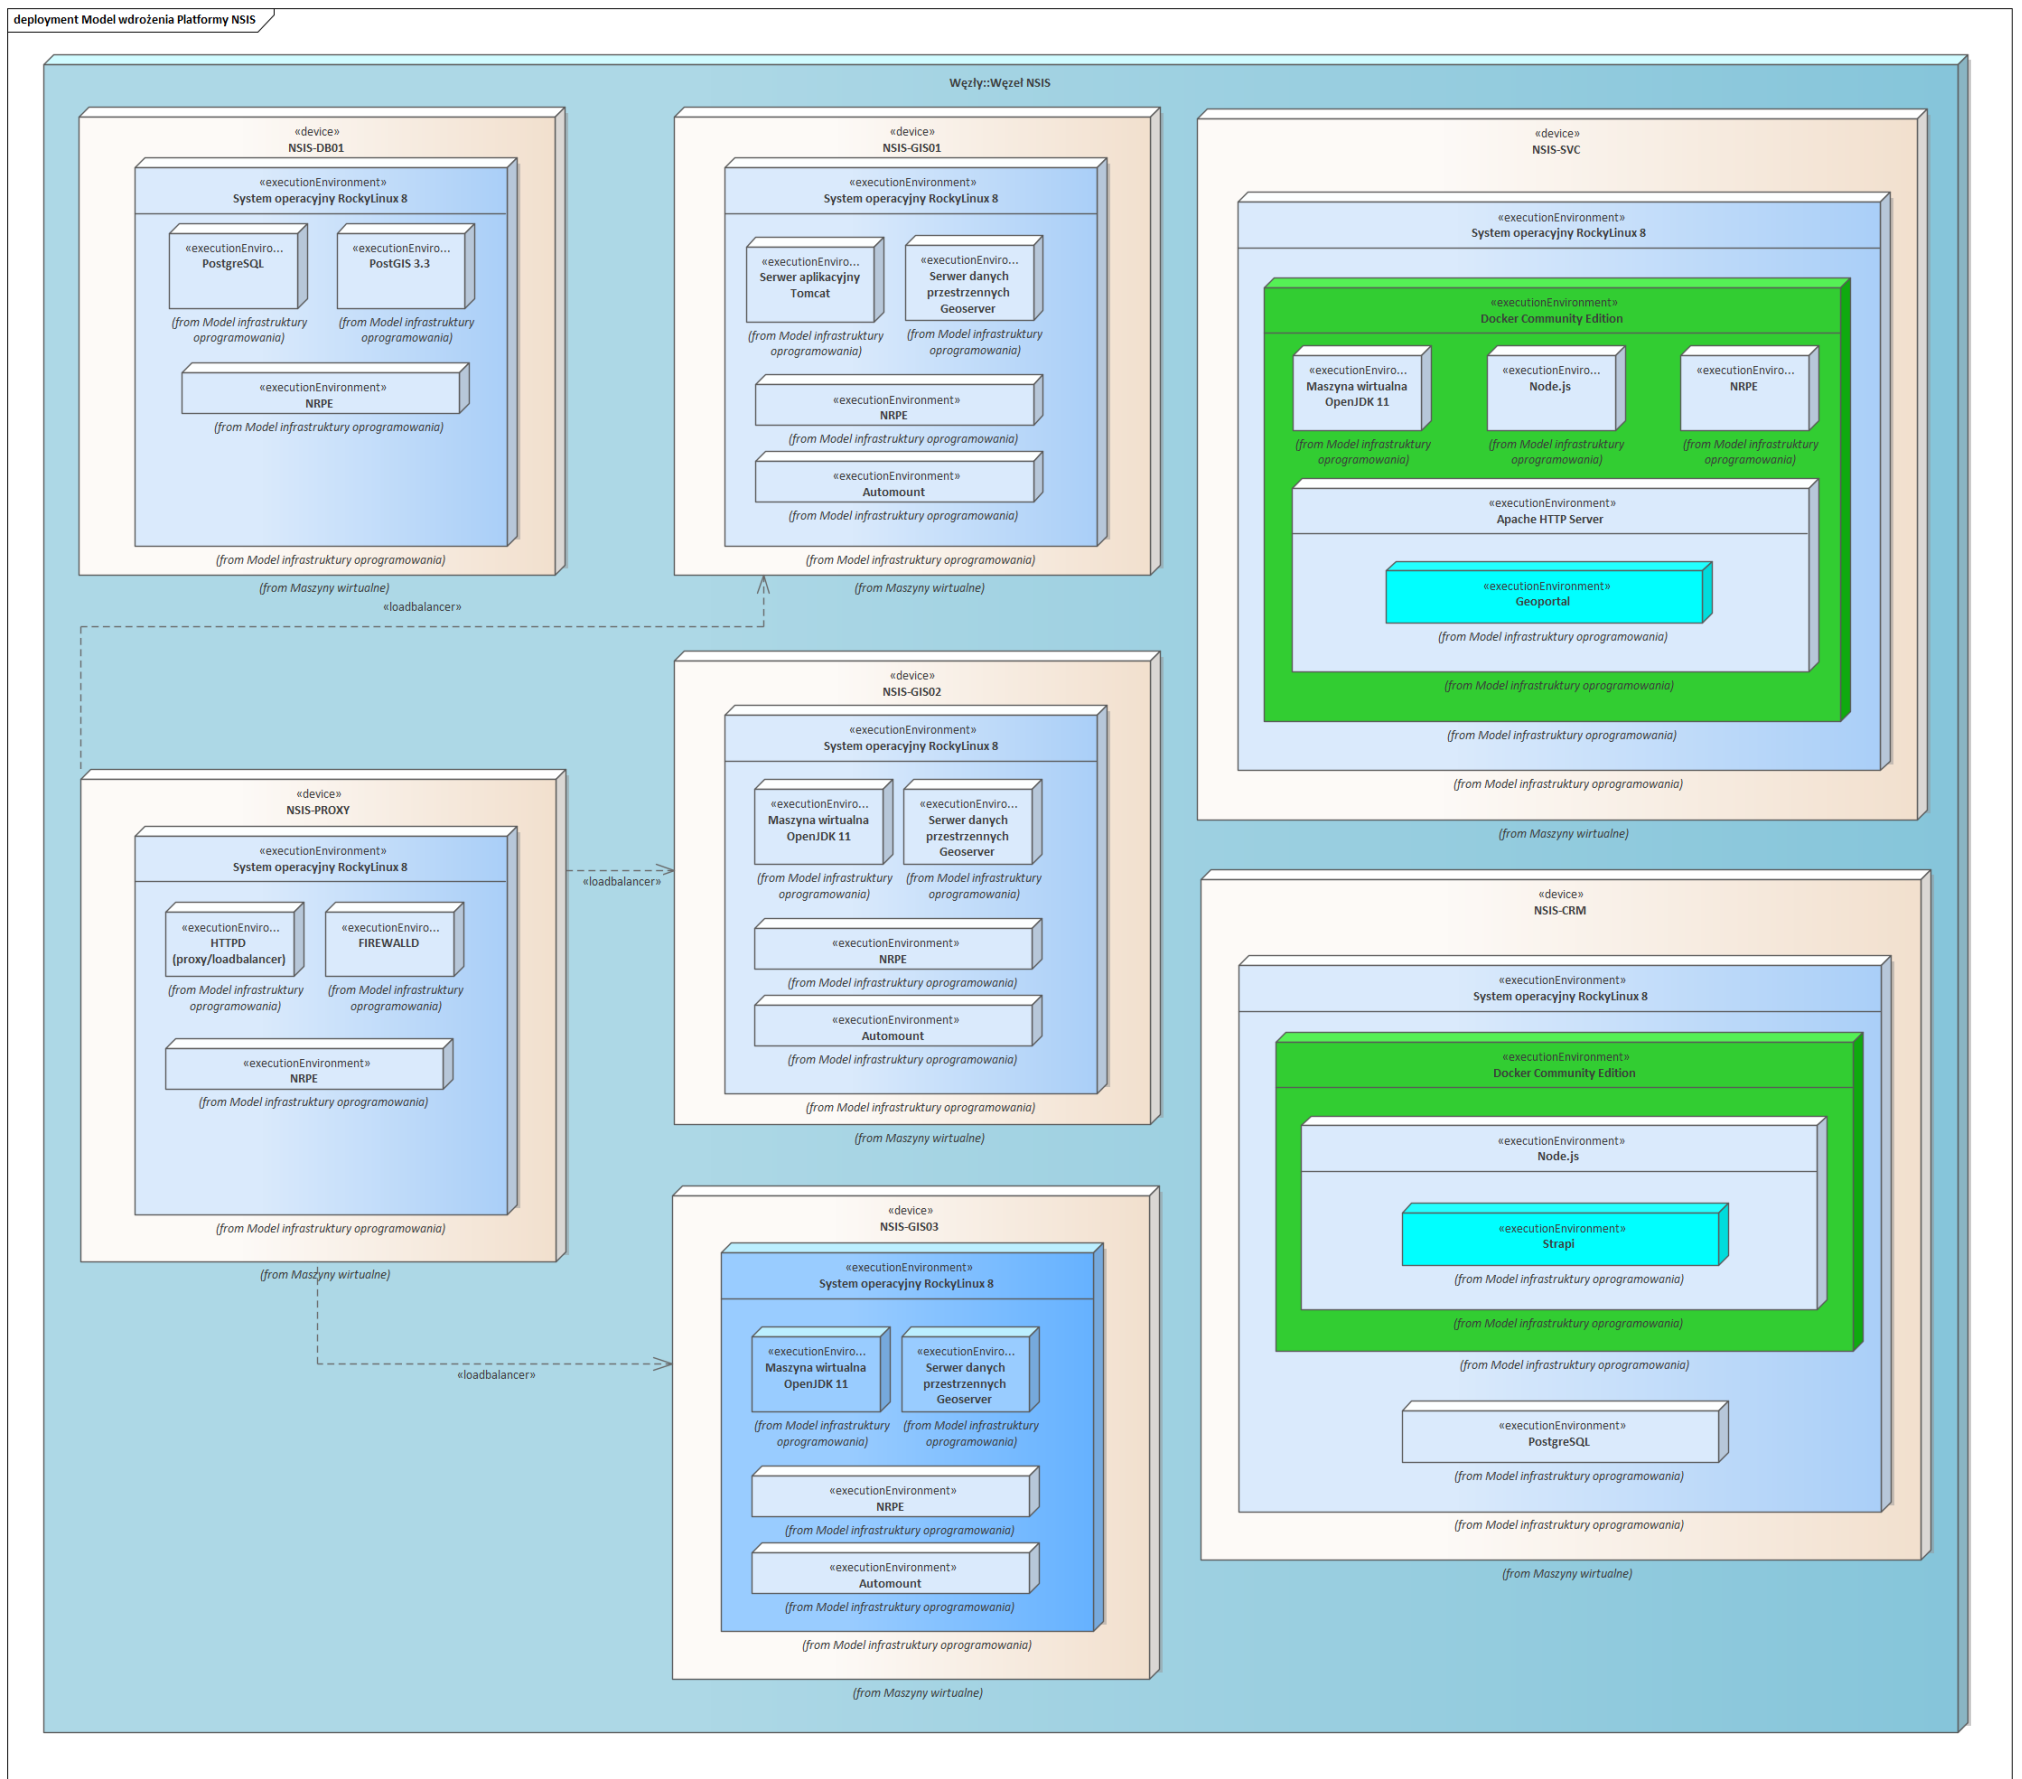 deployment Model wdrożenia Platformy NSIS
Węzły::Węzeł NSIS
«device»
NSIS-DB01
«executionEnvironment»
System operacyjny RockyLinux 8
«executionEnviro...
PostgreSQL
(from Model infrastruktury
oprogramowania)
«executionEnviro...
PostGIS 3.3
(from Model infrastruktury
oprogramowania)
«executionEnvironment»
NRPE
(from Model infrastruktury oprogramowania)
(from Model infrastruktury oprogramowania)
(from Maszyny wirtualne)
«loadbalancer»
«device»
NSIS-GIS01
«executionEnvironment»
System operacyjny RockyLinux 8
«executionEnviro...
Serwer aplikacyjny
Tomcat
(from Model infrastruktury
oprogramowania)
«executionEnviro...
Serwer danych
przestrzennych
Geoserver
(from Model infrastruktury
oprogramowania)
«executionEnvironment»
NRPE
(from Model infrastruktury oprogramowania)
«executionEnvironment»
Automount
(from Model infrastruktury oprogramowania)
(from Model infrastruktury oprogramowania)
(from Maszyny wirtualne)
«device»
NSIS-SVC
«executionEnvironment»
System operacyjny RockyLinux 8
«executionEnvironment»
Docker Community Edition
«executionEnviro...
Maszyna wirtualna
OpenJDK 11
(from Model infrastruktury
oprogramowania)
«executionEnviro...
Node.js
(from Model infrastruktury
oprogramowania)
«executionEnviro...
NRPE
(from Model infrastruktury
oprogramowania)
«executionEnvironment»
Apache HTTP Server
«executionEnvironment»
Geoportal
(from Model infrastruktury oprogramowania)
(from Model infrastruktury oprogramowania)
(from Model infrastruktury oprogramowania)
(from Model infrastruktury oprogramowania)
(from Maszyny wirtualne)
«device»
NSIS-PROXY
«executionEnvironment»
System operacyjny RockyLinux 8
«executionEnviro...
HTTPD
(proxy/loadbalancer)
(from Model infrastruktury
oprogramowania)
«executionEnviro...
FIREWALLD
(from Model infrastruktury
oprogramowania)
«executionEnvironment»
NRPE
(from Model infrastruktury oprogramowania)
(from Model infrastruktury oprogramowania)
(from Maszyny wirtualne)
«loadbalancer»
«loadbalancer»
«device»
NSIS-GIS02
«executionEnvironment»
System operacyjny RockyLinux 8
«executionEnviro...
Maszyna wirtualna
OpenJDK 11
(from Model infrastruktury
oprogramowania)
«executionEnviro...
Serwer danych
przestrzennych
Geoserver
(from Model infrastruktury
oprogramowania)
«executionEnvironment»
NRPE
(from Model infrastruktury oprogramowania)
«executionEnvironment»
Automount
(from Model infrastruktury oprogramowania)
(from Model infrastruktury oprogramowania)
(from Maszyny wirtualne)
«device»
NSIS-GIS03
«executionEnvironment»
System operacyjny RockyLinux 8
«executionEnviro...
Maszyna wirtualna
OpenJDK 11
(from Model infrastruktury
oprogramowania)
«executionEnviro...
Serwer danych
przestrzennych
Geoserver
(from Model infrastruktury
oprogramowania)
«executionEnvironment»
NRPE
(from Model infrastruktury oprogramowania)
«executionEnvironment»
Automount
(from Model infrastruktury oprogramowania)
(from Model infrastruktury oprogramowania)
(from Maszyny wirtualne)
«device»
NSIS-CRM
«executionEnvironment»
System operacyjny RockyLinux 8
«executionEnvironment»
Docker Community Edition
«executionEnvironment»
Node.js
«executionEnvironment»
Strapi
(from Model infrastruktury oprogramowania)
(from Model infrastruktury oprogramowania)
(from Model infrastruktury oprogramowania)
«executionEnvironment»
PostgreSQL
(from Model infrastruktury oprogramowania)
(from Model infrastruktury oprogramowania)
(from Maszyny wirtualne)